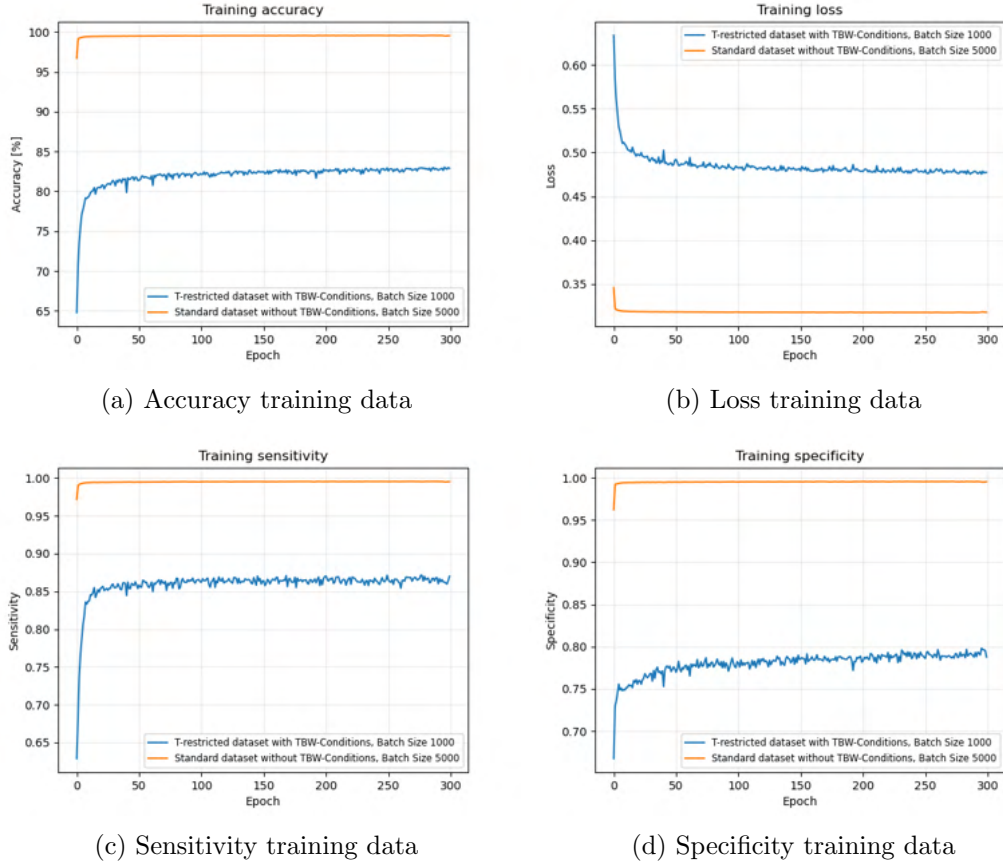 Training accuracy
Accuracy [%]
100
95
90
85
80
75
70
65
T-restricted dataset with TBW-Conditions, Batch Size 1000
Standard dataset without TBW-Conditions, Batch Size 5000
0 50 100 150 200 250 300
Epoch
(a) Accuracy training data
Training loss
Loss
0.60
0.55
0.50
0.45
0.40
0.35
T-restricted dataset with TBW-Conditions, Batch Size 1000
Standard dataset without TBW-Conditions, Batch Size 5000
0 50 100 150 200 250 300
Epoch
(b) Loss training data
Training sensitivity
Sensitivity
1.00
0.95
0.90
0.85
0.80
0.75
0.70
0.65
T-restricted dataset with TBW-Conditions, Batch Size 1000
Standard dataset without TBW-Conditions, Batch Size 5000
0 50 100 150 200 250 300
Epoch
(c) Sensitivity training data
Training specificity
Specificity
1.00
0.95
0.90
0.85
0.80
0.75
0.70
T-restricted dataset with TBW-Conditions, Batch Size 1000
Standard dataset without TBW-Conditions, Batch Size 5000
0 50 100 150 200 250 300
Epoch
(d) Specificity training data